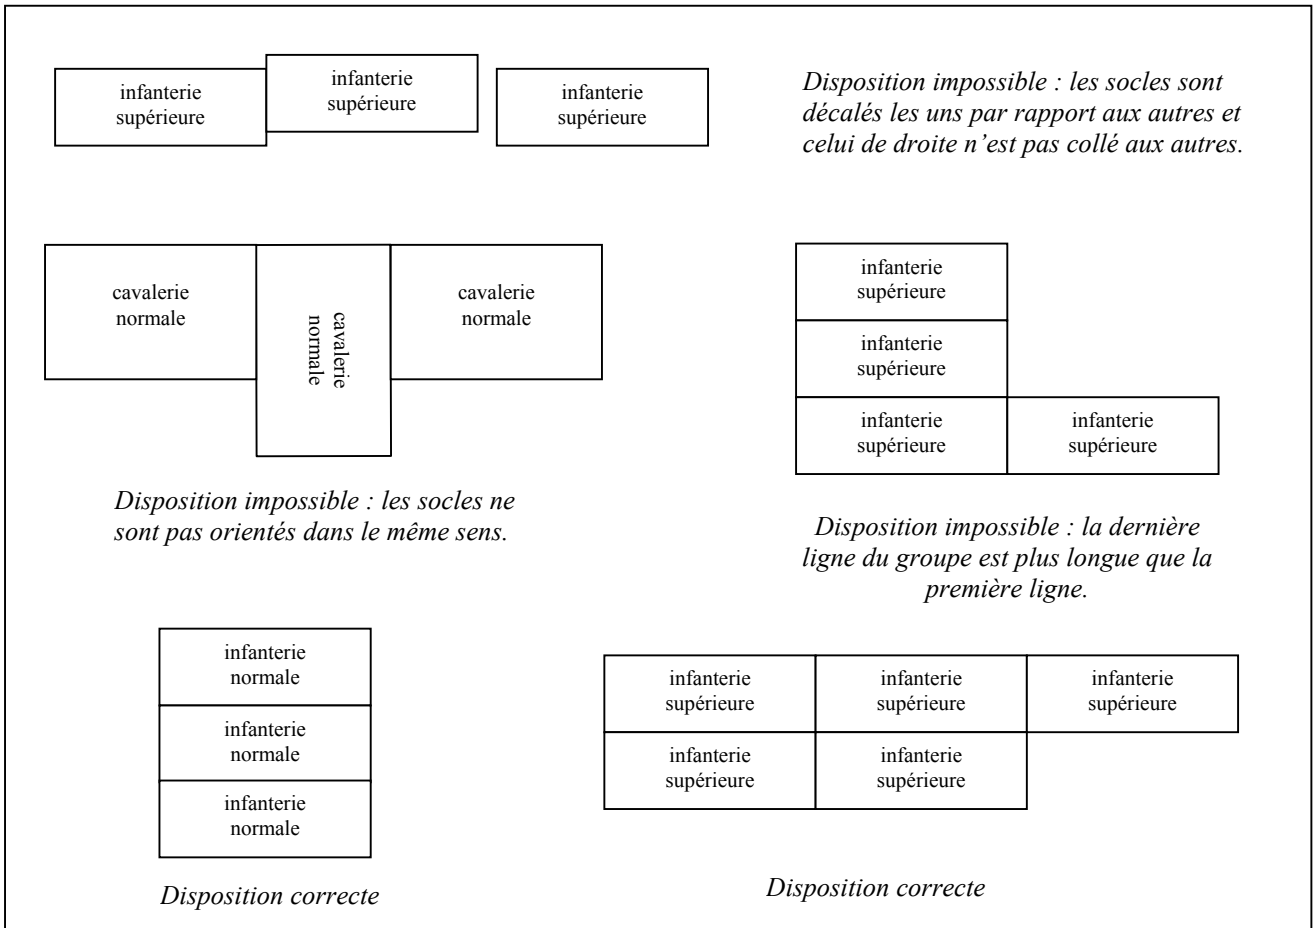 infanterie
supérieure
infanterie
supérieure
infanterie
supérieure
Disposition impossible : les socles sont
décalés les uns par rapport aux autres et
celui de droite n’est pas collé aux autres.
cavalerie
normale
cavalerie
normale
cavalerie
normale
Disposition impossible : les socles ne
sont pas orientés dans le même sens.
infanterie
supérieure
infanterie
supérieure
infanterie
supérieure
infanterie
supérieure
Disposition impossible : la dernière
ligne du groupe est plus longue que la
première ligne.
infanterie
normale
infanterie
normale
infanterie
normale
Disposition correcte
infanterie
supérieure
infanterie
supérieure
infanterie
supérieure
infanterie
supérieure
infanterie
supérieure
Disposition correcte